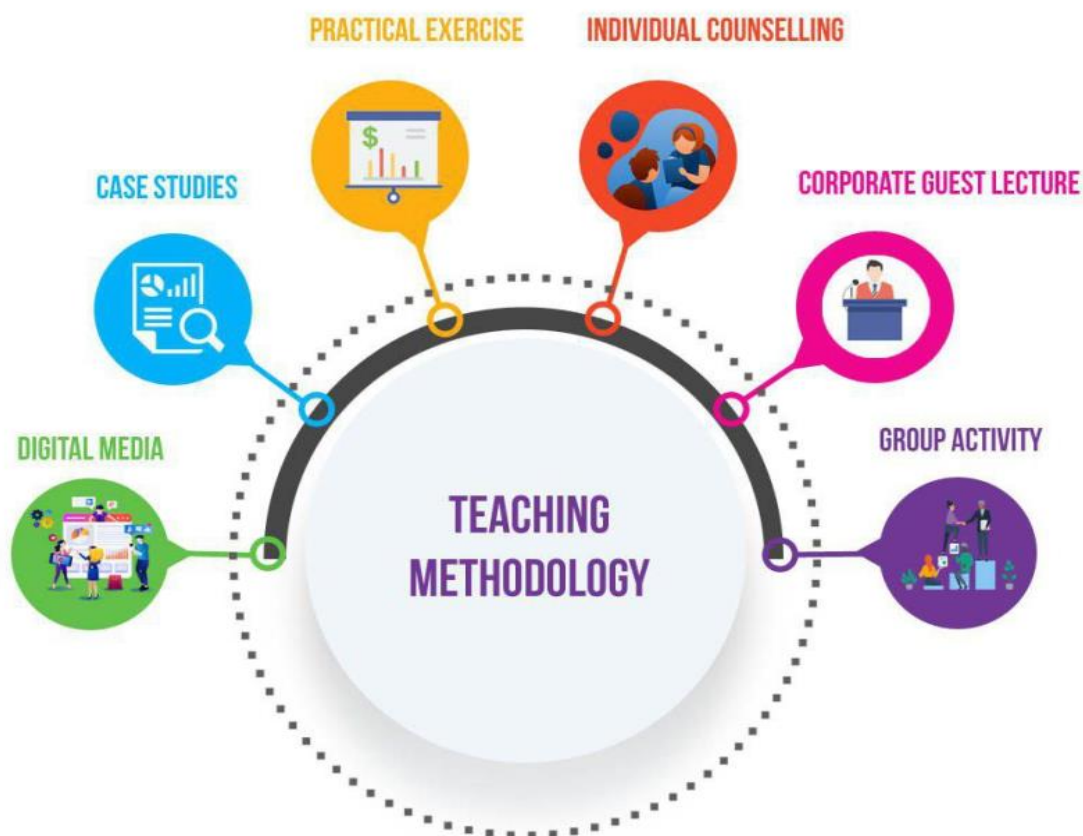 PRACTICAL EXERCISE
INDIVIDUAL COUNSELLING
CASE STUDIES
CORPORATE GUEST LECTURE
$
DIGITAL MEDIA
GROUP ACTIVITY
TEACHING
METHODOLOGY